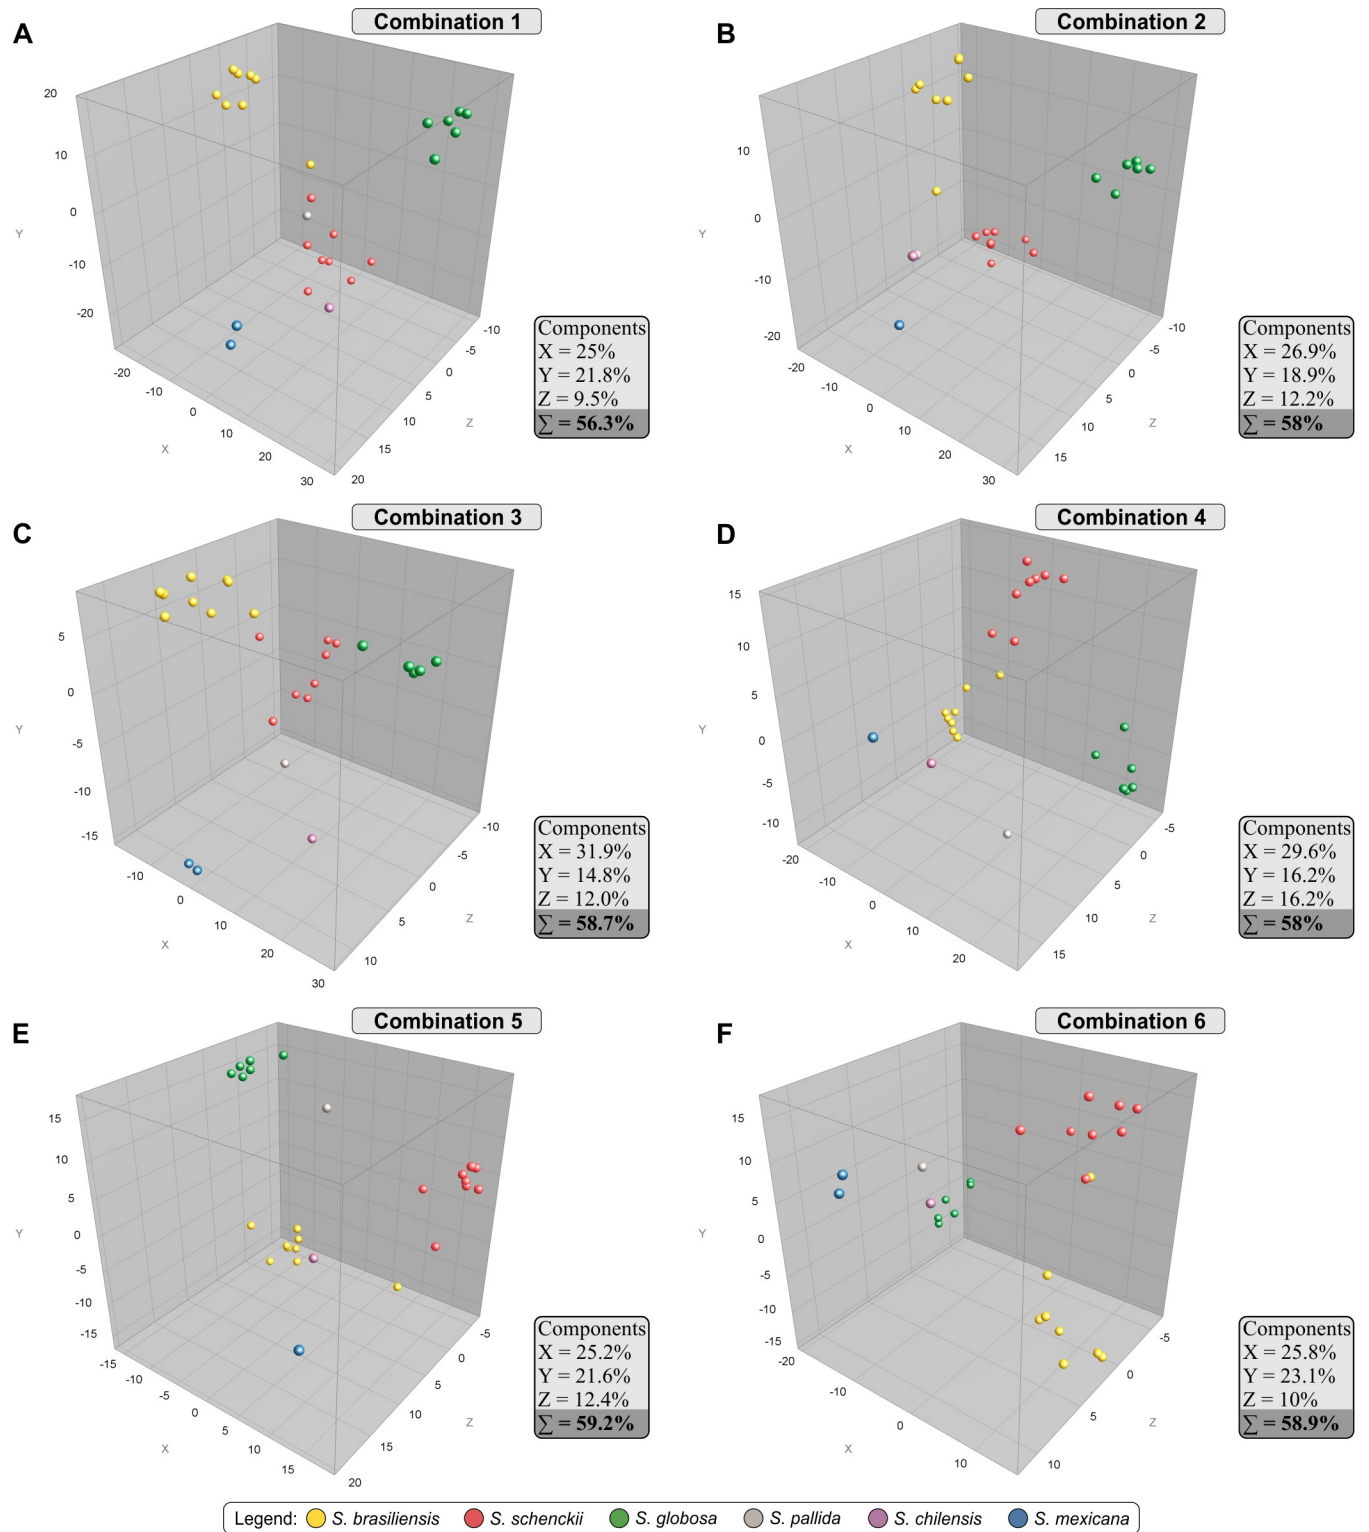 A
Combination 1
20
10
0
Y
-10
-20
-20
-10
0
10
20
30
X
-10
-5
0
5
10
15
20
Z
Components
X = 25%
Y = 21.8%
Z = 9.5%
∑ = 56.3%
B
Combination 2
10
0
Y
-10
-20
-20
-10
0
10
20
30
X
-10
-5
0
5
10
15
Z
Components
X = 26.9%
Y = 18.9%
Z = 12.2%
∑ = 58%
C
Combination 3
5
0
Y
-5
-10
-15
-10
0
10
20
30
X
-10
-5
0
5
10
Z
Components
X = 31.9%
Y = 14.8%
Z = 12.0%
∑ = 58.7%
D
Combination 4
15
10
5
Y
0
-5
-10
-20
-10
0
10
20
X
-5
0
5
10
15
Z
Components
X = 29.6%
Y = 16.2%
Z = 16.2%
∑ = 58%
E
Combination 5
15
10
5
Y
0
-5
-10
-15
-15
-10
-5
0
5
10
15
20
X
-5
0
5
10
15
Z
Components
X = 25.2%
Y = 21.6%
Z = 12.4%
∑ = 59.2%
F
Combination 6
15
10
5
Y
0
-5
-10
-15
-20
-10
0
10
X
-5
0
5
10
Z
Components
X = 25.8%
Y = 23.1%
Z = 10%
∑ = 58.9%
Legend: S. brasiliensis S. schenckii S. globosa S. pallida S. chilensis S. mexicana